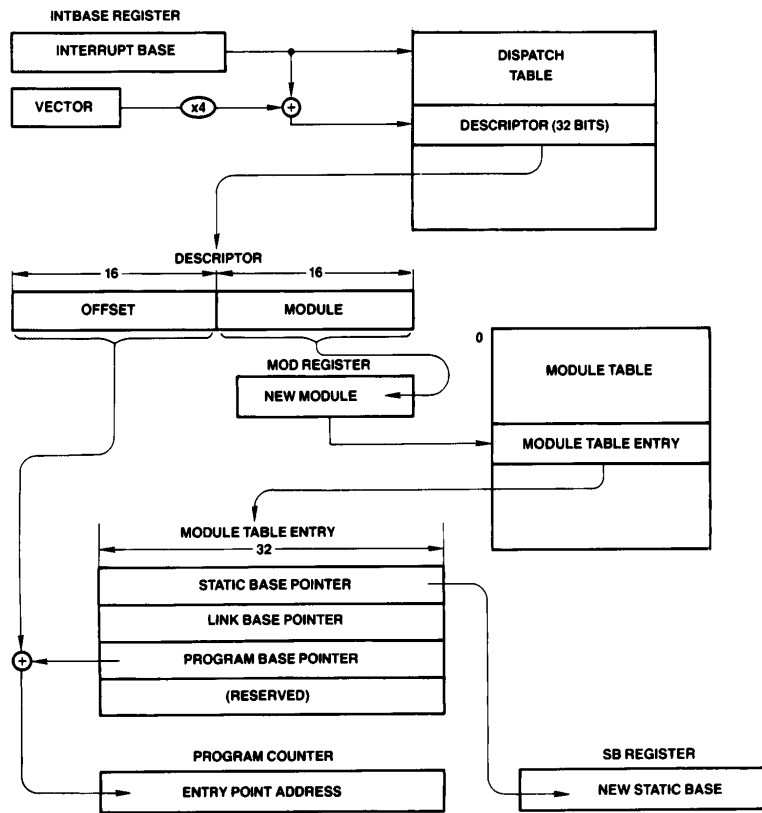 INTBASE REGISTER
INTERRUPT BASE
DISPATCH
TABLE
VECTOR
x4
+
DESCRIPTOR (32 BITS)
DESCRIPTOR
16
16
OFFSET
MODULE
0
MOD REGISTER
MODULE TABLE
NEW MODULE
MODULE TABLE ENTRY
MODULE TABLE ENTRY
32
STATIC BASE POINTER
LINK BASE POINTER
+
PROGRAM BASE POINTER
(RESERVED)
PROGRAM COUNTER
SB REGISTER
ENTRY POINT ADDRESS
NEW STATIC BASE